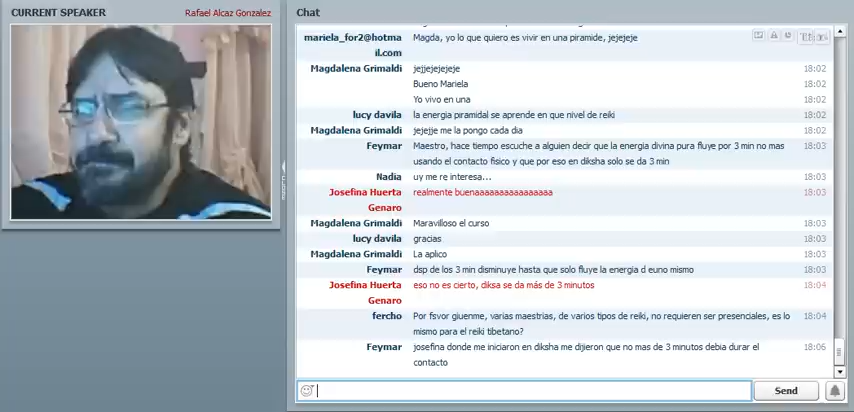 CURRENT SPEAKER Rafael Alcaz Gonzalez
Chat
mariela_for2@hotma Magda, yo lo que quiero es vivir en una piramide, jejejeje
il.com
Magdalena Grimaldi jejjejejejeje 18:02
Bueno Mariela 18:02
Yo vivo en una 18:02
lucy davila la energia piramidal se aprende en que nivel de reiki 18:02
Magdalena Grimaldi jejejje me la pongo cada dia 18:02
Feymar Maestro, hace tiempo escuche a alguien decir que la energia divina pura fluye por 3 min no mas 18:03
usando el contacto fisico y que por eso en diksha solo se da 3 min
Nadia uy me re interesa... 18:03
Josefina Huerta realmente buenaaaaaaaaaaaaaaaa 18:03
Genaro
Magdalena Grimaldi Maravilloso el curso 18:03
lucy davila gracias 18:03
Magdalena Grimaldi La aplico 18:03
Feymar dsp de los 3 min disminuye hasta que solo fluye la energia d euno mismo 18:03
Josefina Huerta eso no es cierto, diksa se da más de 3 minutos 18:04
Genaro
fercho Por fsvor giuenme, varias maestrias, de varios tipos de reiki, no requieren ser presenciales, es lo 18:04
mismo para el reiki tibetano?
Feymar josefina donde me iniciaron en diksha me dijieron que no mas de 3 minutos debia durar el 18:06
contacto
Send